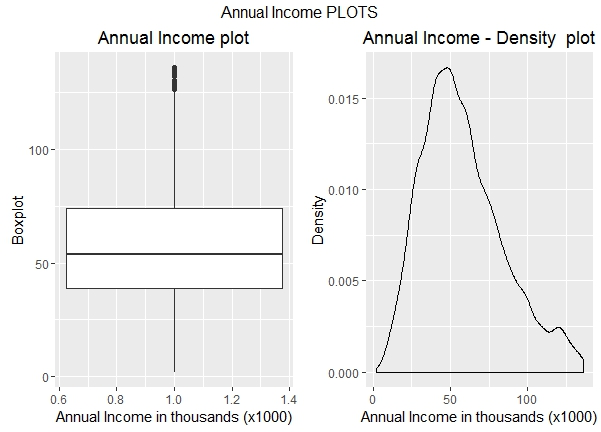 Annual Income PLOTS
Annual Income plot
Boxplot
100
50
0
0.6
0.8
1.0
1.2
1.4
Annual Income in thousands (x1000)
Annual Income - Density plot
Density
0.015
0.010
0.005
0.000
0
50
100
Annual Income in thousands (x1000)